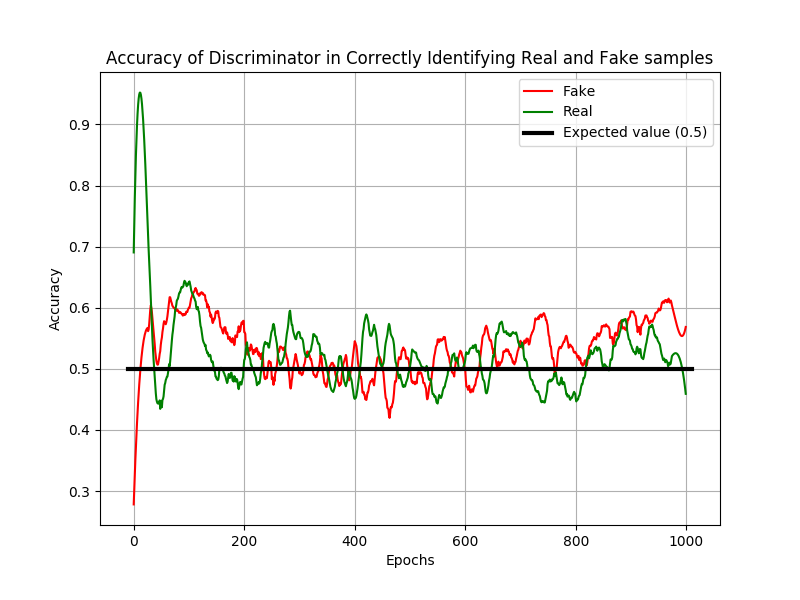 Accuracy of Discriminator in Correctly Identifying Real and Fake samples
Fake
Real
Expected value (0.5)
Accuracy
0.9
0.8
0.7
0.6
0.5
0.4
0.3
0
200
400
600
800
1000
Epochs